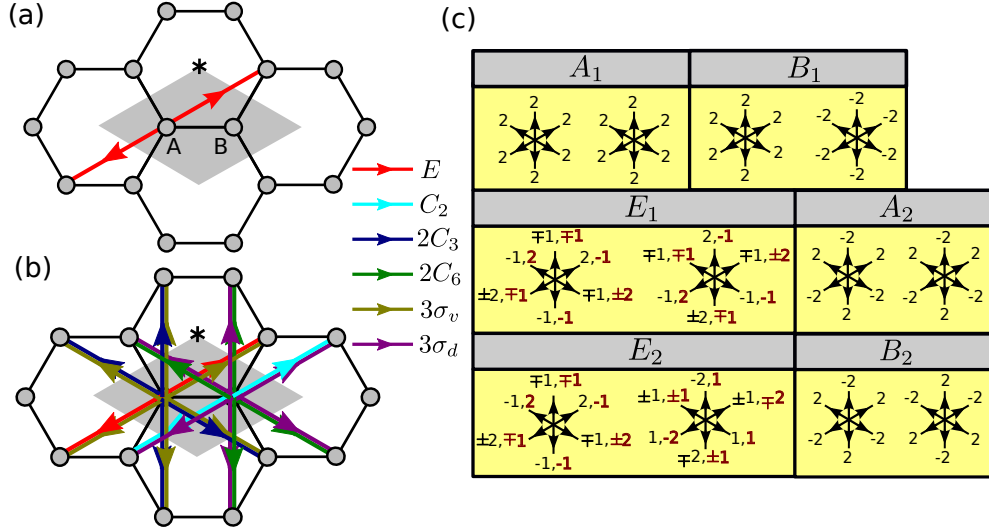 (a)
*
A B
E
C₂
2C₃
2C₆
3σᵥ
3σ_d
(b)
*
(c)
A₁ B₁
2 2 2 -2
2 2 2 2 2 2 -2 -2
2 2 2 2 2 2 -2 -2
2 2 2 -2
E₁ A₂
∓1,∓1 2,-1 -2 -2
-1,2 2,-1 ∓1,∓1 ∓1,±2 2 2 2 2
±2,∓1 ∓1,±2 -1,2 -1,-1 -2 -2 -2 -2
-1,-1 ±2,∓1 2 2
E₂ B₂
∓1,∓1 -2,1 -2 2
-1,2 2,-1 ±1,±1 ±1,∓2 2 2 -2 -2
±2,∓1 ∓1,±2 1,-2 1,1 -2 -2 2 2
-1,-1 ∓2,±1 2 -2